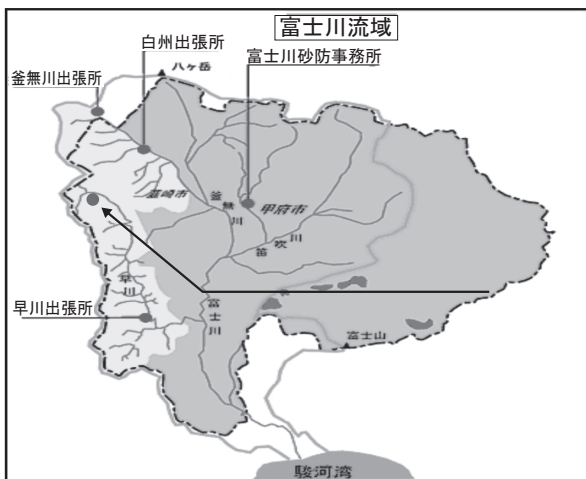 富士川流域
白州出張所
富士川砂防事務所
八ヶ岳
釜無川出張所
韮崎市
釜無川
甲府市
笛吹川
早川
富士川
早川出張所
富士山
駿河湾